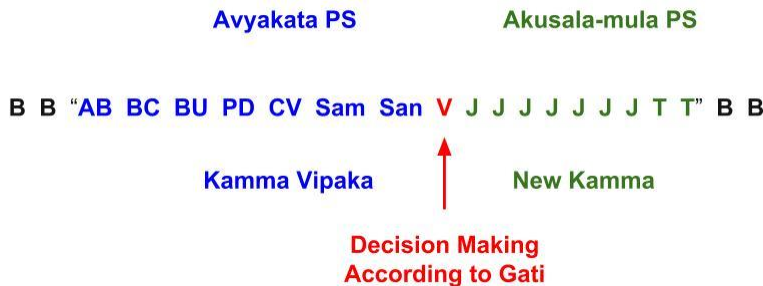 Avyakata PS Akusala-mula PS
B B “AB BC BU PD CV Sam San V J J J J J J J T T” B B
Kamma Vipaka New Kamma
Decision Making
According to Gati